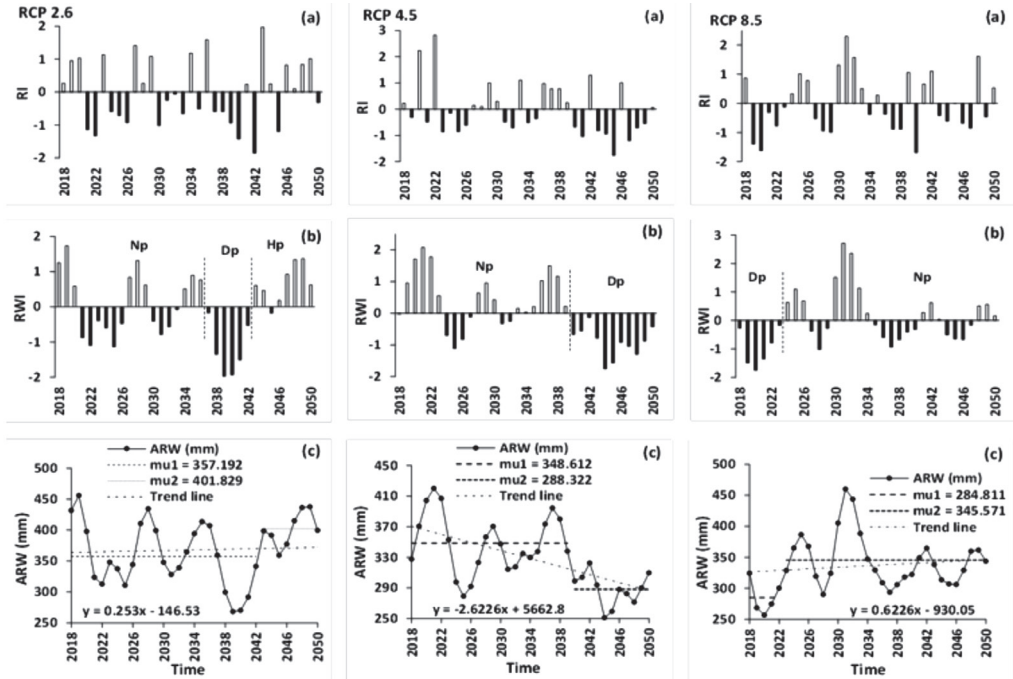 RCP 2.6
(a)
2
1
0
-1
-2
RI
2018 2022 2026 2030 2034 2038 2042 2046 2050
RCP 4.5
(a)
3
2
1
0
-1
-2
RI
2018 2022 2026 2030 2034 2038 2042 2046 2050
RCP 8.5
(a)
3
2
1
0
-1
-2
RI
2018 2022 2026 2030 2034 2038 2042 2046 2050
(b)
Np Dp Hp
2
1
0
-1
-2
RWI
2018 2022 2026 2030 2034 2038 2042 2046 2050
(b)
Np Dp
2
1
0
-1
-2
RWI
2018 2022 2026 2030 2034 2038 2042 2046 2050
(b)
Dp Np
3
2
1
0
-1
-2
RWI
2018 2022 2026 2030 2034 2038 2042 2046 2050
(c)
ARW (mm)
mu1 = 357.192
mu2 = 401.829
Trend line
500
450
400
350
300
250
ARW (mm)
y = 0.253x - 146.53
2018 2022 2026 2030 2034 2038 2042 2046 2050
Time
(c)
ARW (mm)
mu1 = 348.612
mu2 = 288.322
Trend line
450
410
370
330
290
250
ARW (mm)
y = -2.6226x + 5662.8
2018 2022 2026 2030 2034 2038 2042 2046 2050
Time
(c)
ARW (mm)
mu1 = 284.811
mu2 = 345.571
Trend line
500
450
400
350
300
250
ARW (mm)
y = 0.6226x - 930.05
2018 2022 2026 2030 2034 2038 2042 2046 2050
Time